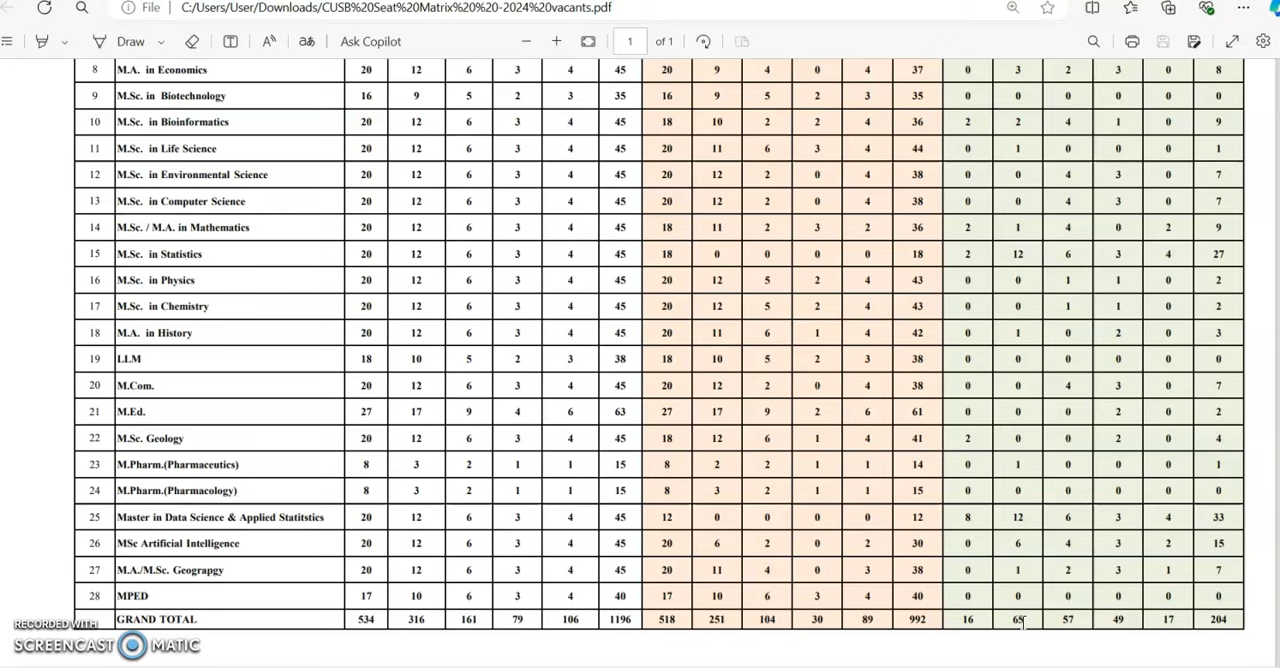 File C:/Users/User/Downloads/CUSB%20Seat%20Matrix%20%20-2024%20vacants.pdf
Draw aあ Ask Copilot 1 of 1
8 M.A. in Economics 20 12 6 3 4 45 20 9 4 0 4 37 0 3 2 3 0 8
9 M.Sc. in Biotechnology 16 9 5 2 3 35 16 9 5 2 3 35 0 0 0 0 0 0
10 M.Sc. in Bioinformatics 20 12 6 3 4 45 18 10 2 2 4 36 2 2 4 1 0 9
11 M.Sc. in Life Science 20 12 6 3 4 45 20 11 6 3 4 44 0 1 0 0 0 1
12 M.Sc. in Environmental Science 20 12 6 3 4 45 20 12 2 0 4 38 0 0 4 3 0 7
13 M.Sc. in Computer Science 20 12 6 3 4 45 20 12 2 0 4 38 0 0 4 3 0 7
14 M.Sc. / M.A. in Mathematics 20 12 6 3 4 45 18 11 2 3 2 36 2 1 4 0 2 9
15 M.Sc. in Statistics 20 12 6 3 4 45 18 0 0 0 0 18 2 12 6 3 4 27
16 M.Sc. in Physics 20 12 6 3 4 45 20 12 5 2 4 43 0 0 1 1 0 2
17 M.Sc. in Chemistry 20 12 6 3 4 45 20 12 5 2 4 43 0 0 1 1 0 2
18 M.A. in History 20 12 6 3 4 45 20 11 6 1 4 42 0 1 0 2 0 3
19 LLM 18 10 5 2 3 38 18 10 5 2 3 38 0 0 0 0 0 0
20 M.Com. 20 12 6 3 4 45 20 12 2 0 4 38 0 0 4 3 0 7
21 M.Ed. 27 17 9 4 6 63 27 17 9 2 6 61 0 0 0 2 0 2
22 M.Sc. Geology 20 12 6 3 4 45 18 12 6 1 4 41 2 0 0 2 0 4
23 M.Pharm.(Pharmaceutics) 8 3 2 1 1 15 8 2 2 1 1 14 0 1 0 0 0 1
24 M.Pharm.(Pharmacology) 8 3 2 1 1 15 8 3 2 1 1 15 0 0 0 0 0 0
25 Master in Data Science & Applied Statitstics 20 12 6 3 4 45 12 0 0 0 0 12 8 12 6 3 4 33
26 MSc Artificial Intelligence 20 12 6 3 4 45 20 6 2 0 2 30 0 6 4 3 2 15
27 M.A./M.Sc. Geograpgy 20 12 6 3 4 45 20 11 4 0 3 38 0 1 2 3 1 7
28 MPED 17 10 6 3 4 40 17 10 6 3 4 40 0 0 0 0 0 0
GRAND TOTAL 534 316 161 79 106 1196 518 251 104 30 89 992 16 65 57 49 17 204
RECORDED WITH
SCREENCAST MATIC